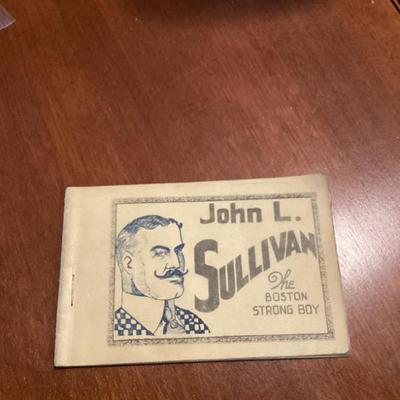 John L.
SULLIVAN
The
BOSTON
STRONG BOY